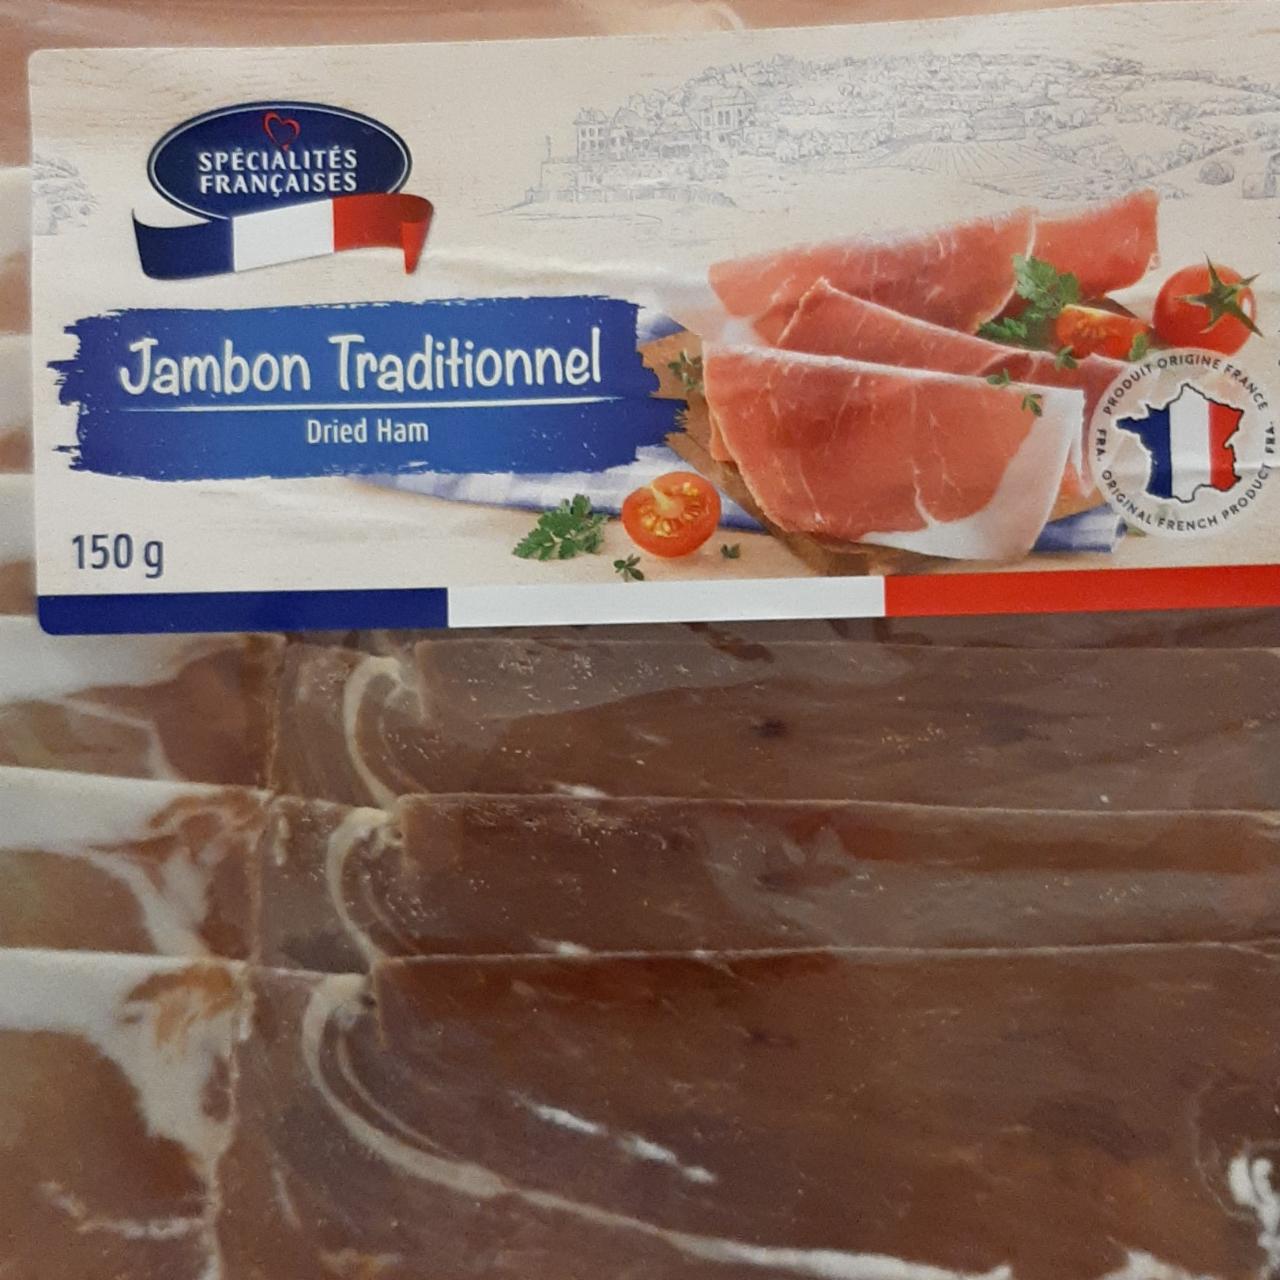 SPÉCIALITÉS
FRANÇAISES
Jambon Traditionnel
Dried Ham
150 g
PRODUIT ORIGINE FRANCE
FRA. ORIGINAL FRENCH PRODUCT FRA.